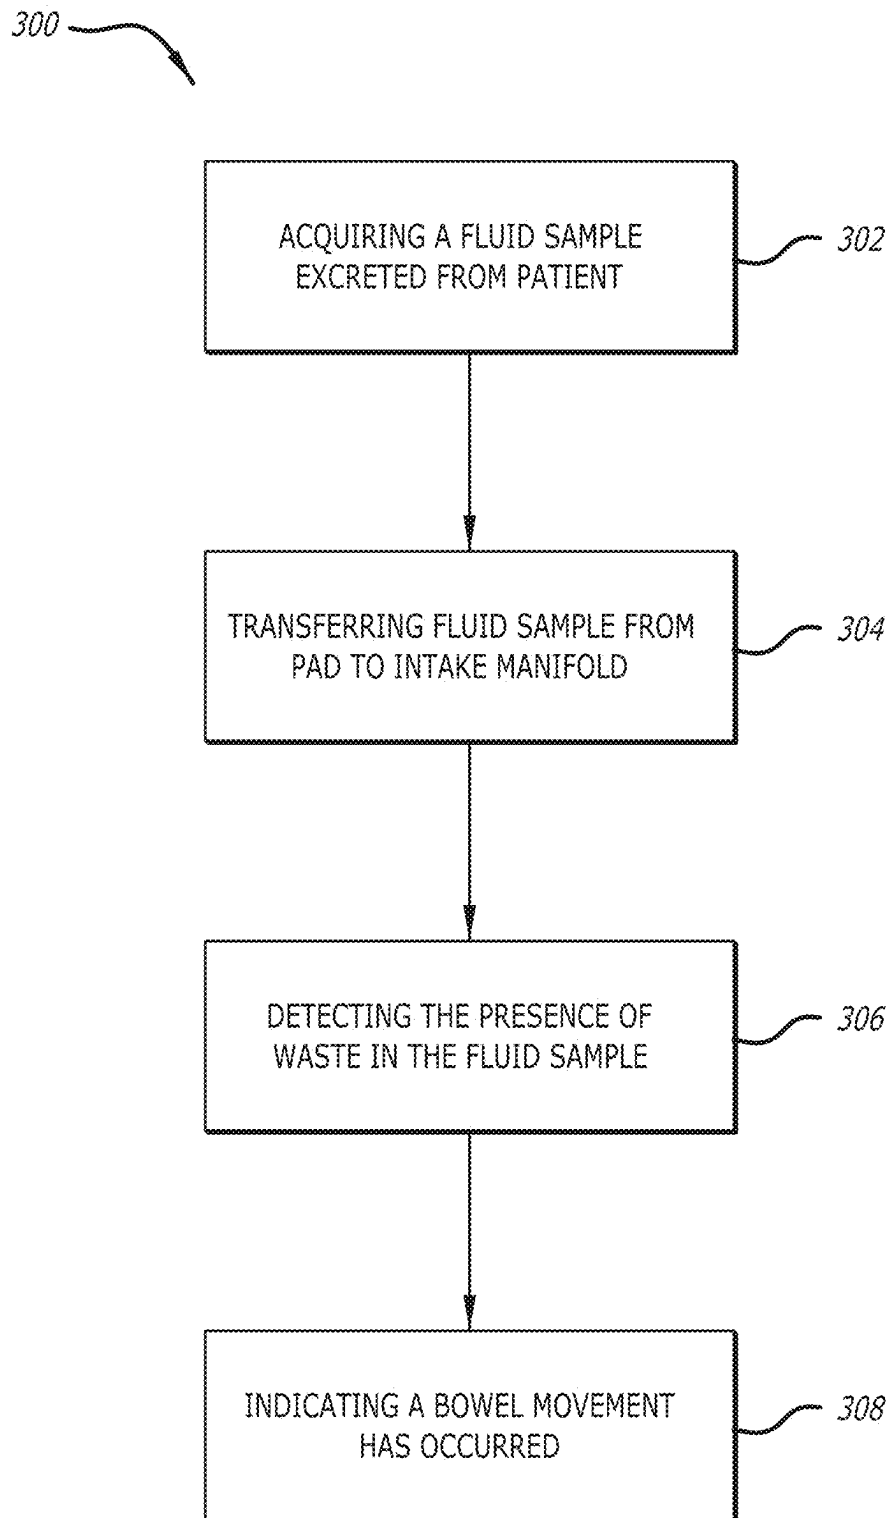 300
ACQUIRING A FLUID SAMPLE
EXCRETED FROM PATIENT
302
TRANSFERRING FLUID SAMPLE FROM
PAD TO INTAKE MANIFOLD
304
DETECTING THE PRESENCE OF
WASTE IN THE FLUID SAMPLE
306
INDICATING A BOWEL MOVEMENT
HAS OCCURRED
308